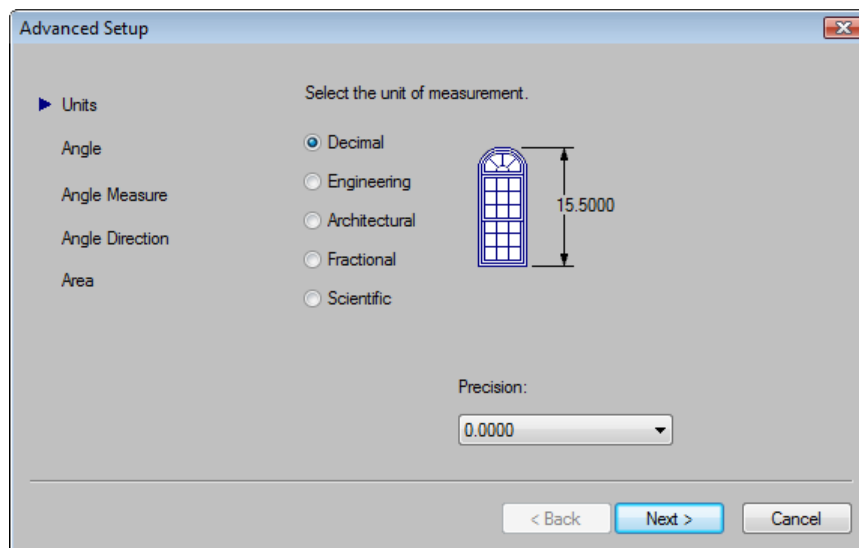 Advanced Setup
Select the unit of measurement.
Units
Angle
Angle Measure
Angle Direction
Area
Decimal
Engineering
Architectural
Fractional
Scientific
15.5000
Precision:
0.0000
< Back
Next >
Cancel